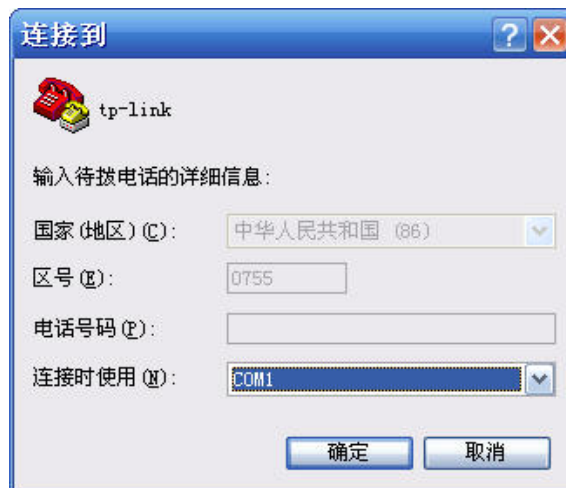 连接到
tp-link
输入待拨电话的详细信息:
国家(地区)(C): 中华人民共和国 (86)
区号(E): 0755
电话号码(P):
连接时使用(N): COM1
确定 取消